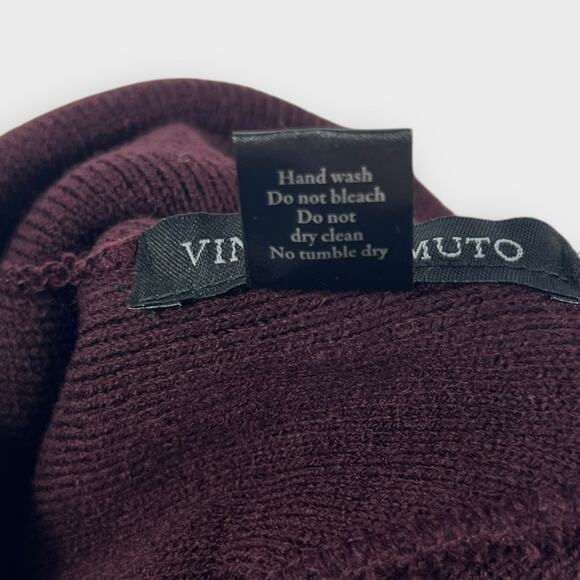 Hand wash
Do not bleach
Do not
dry clean
No tumble dry
VIN MUTO